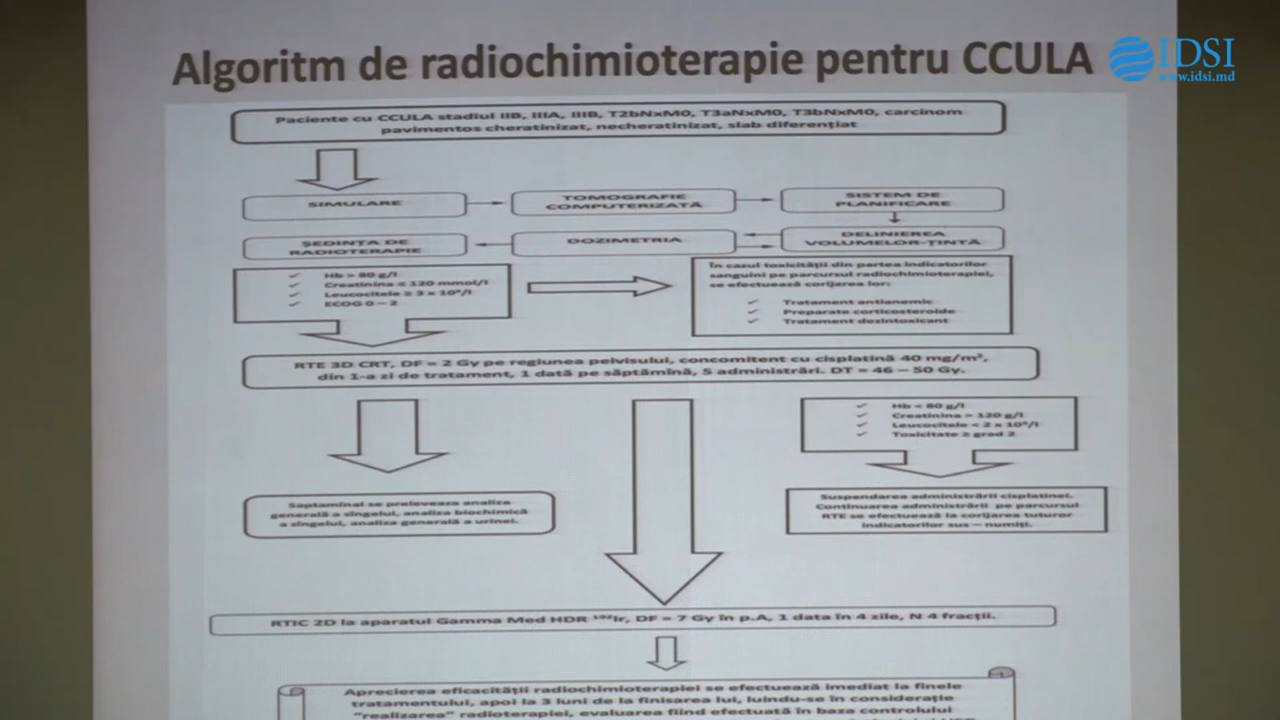 Algoritm de radiochimioterapie pentru CCULA
IDSI
www.idsi.md
Paciente cu CCULA stadiul IIB, IIIA, IIIB, T2bNxM0, T3aNxM0, T3bNxM0, carcinom
pavimentos cheratinizat, necheratinizat, slab diferențiat
SIMULARE
TOMOGRAFIE
COMPUTERIZATĂ
SISTEM DE
PLANIFICARE
ȘEDINȚA DE
RADIOTERAPIE
DOZIMETRIA
DELINIEREA
VOLUMELOR-ȚINTĂ
✓ Hb > 80 g/l
✓ Creatinina ≤ 120 mmol/l
✓ Leucocitele ≥ 3 x 10⁹/l
✓ ECOG 0 – 2
În cazul toxicității din partea indicatorilor
sanguini pe parcursul radiochimioterapiei,
se efectuează corijarea lor:
✓ Tratament antianemic
✓ Preparate corticosteroide
✓ Tratament dezintoxicant
RTE 3D CRT, DF = 2 Gy pe regiunea pelvisului, concomitent cu cisplatină 40 mg/m²,
din 1-a zi de tratament, 1 dată pe săptămînă, 5 administrări. DT = 46 – 50 Gy.
✓ Hb < 80 g/l
✓ Creatinina > 120 g/l
✓ Leucocitele < 2 x 10⁹/l
✓ Toxicitate ≥ grad 2
Saptaminal se preleveaza analiza
generală a sîngelui, analiza biochimică
a sîngelui, analiza generală a urinei.
Suspendarea administrării cisplatinei.
Continuarea administrării pe parcursul
RTE se efectuează la corijarea tuturor
indicatorilor sus – numiți.
RTIC 2D la aparatul Gamma Med HDR ¹⁹²Ir, DF = 7 Gy în p.A, 1 data în 4 zile, N 4 fracții.
Aprecierea eficacității radiochimioterapiei se efectuează imediat la finele
tratamentului, apoi la 3 luni de la finisarea lui, luindu-se în considerație
"realizarea" radioterapiei, evaluarea fiind efectuată în baza controlului